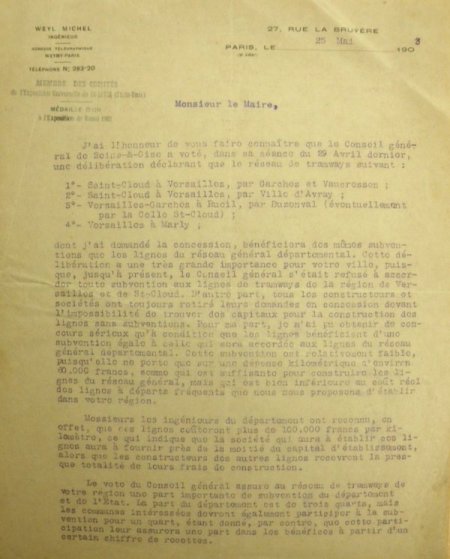 WEYL MICHEL
INGÉNIEUR
ADRESSE TÉLÉGRAPHIQUE
WEYMI-PARIS
TÉLÉPHONE N° 283-20
MEMBRE DES COMITÉS
de l'Exposition Universelle de
MÉDAILLE
à l'Exposition de
27, RUE LA BRUYÈRE
PARIS, LE 25 Mai 1903
Monsieur le Maire,
J'ai l'honneur de vous faire connaître que le Conseil géné-
ral de Seine-&-Oise a voté, dans sa séance du 29 Avril dernier,
une délibération déclarant que le réseau de tramways suivant :
1°- Saint-Cloud à Versailles, par Garches et Vaucresson ;
2°- Saint-Cloud à Versailles, par Ville d'Avray ;
3°- Versailles-Garches à Rueil, par Buzenval (éventuellement
par la Celle St-Cloud) ;
4°- Versailles à Marly ;
dont j'ai demandé la concession, bénéficiera des mêmes subven-
tions que les lignes du réseau général départemental. Cette dé-
libération a une très grande importance pour votre ville, puis-
que, jusqu'à présent, le Conseil général s'était refusé à accor-
der toute subvention aux lignes de tramways de la région de Ver-
sailles et de St-Cloud. D'autre part, tous les constructeurs et
sociétés ont toujours retiré leurs demandes en concession devant
l'impossibilité de trouver des capitaux pour la construction des
lignes sans subventions. Pour ma part, je n'ai pu obtenir de con-
cours sérieux qu'à condition que les lignes bénéficient d'une
subvention égale à celle qui sera accordée aux lignes du réseau
général départemental. Cette subvention est relativement faible,
puisqu'elle ne porte que sur une dépense kilométrique d'environ
60.000 francs, somme qui est suffisante pour construire les li-
gnes du réseau général, mais qui est bien inférieure au coût réel
des lignes à départs fréquents que nous nous proposons d'établir
dans votre région.
Messieurs les ingénieurs du département ont reconnu, en
effet, que ces lignes coûteront plus de 100.000 francs par ki-
lomètre, ce qui indique que la société qui aura à établir ces li-
gnes aura à fournir près de la moitié du capital d'établissement,
alors que les constructeurs des autres lignes recevront la pres-
que totalité de leurs frais de construction.
Le vote du Conseil général assure au réseau de tramways de
votre région une part importante de subvention du département
et de l'État. La part du département est de trois quarts, mais
les communes intéressées devront également participer à la sub-
vention pour un quart, étant donné, par contre, que cette parti-
cipation leur assurera une part dans les bénéfices à partir d'un
certain chiffre de recettes.